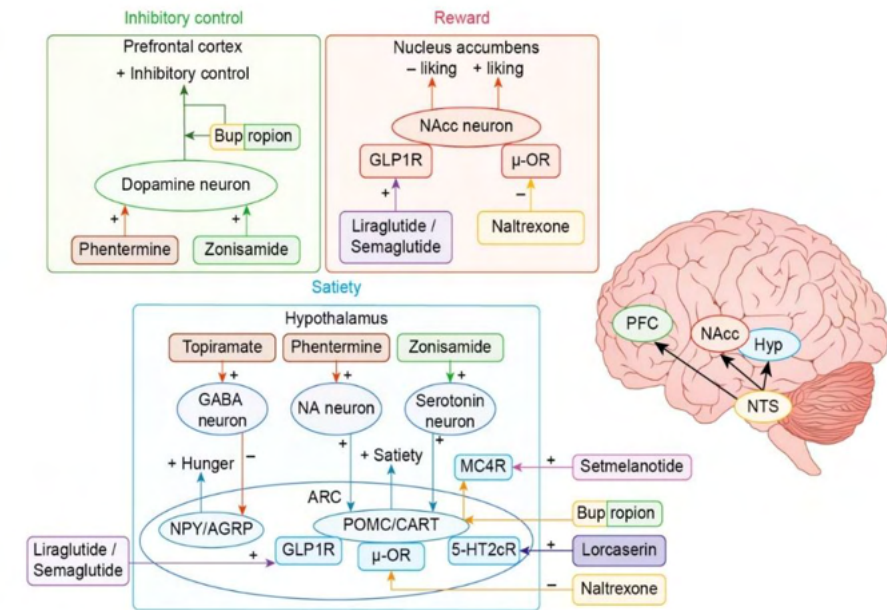 Inhibitory control
Prefrontal cortex
+ Inhibitory control
Bupropion
Dopamine neuron
+
+
Phentermine
Zonisamide
Reward
Nucleus accumbens
– liking
+ liking
NAcc neuron
GLP1R
μ-OR
+
–
Liraglutide /
Semaglutide
Naltrexone
Satiety
Hypothalamus
Topiramate
Phentermine
Zonisamide
+
+
+
GABA
neuron
NA neuron
Serotonin
neuron
+ Hunger
–
+
+ Satiety
+
MC4R
+
Setmelanotide
ARC
NPY/AGRP
POMC/CART
Bupropion
Liraglutide /
Semaglutide
+
GLP1R
μ-OR
5-HT2cR
+
Lorcaserin
–
Naltrexone
PFC
NAcc
Hyp
NTS